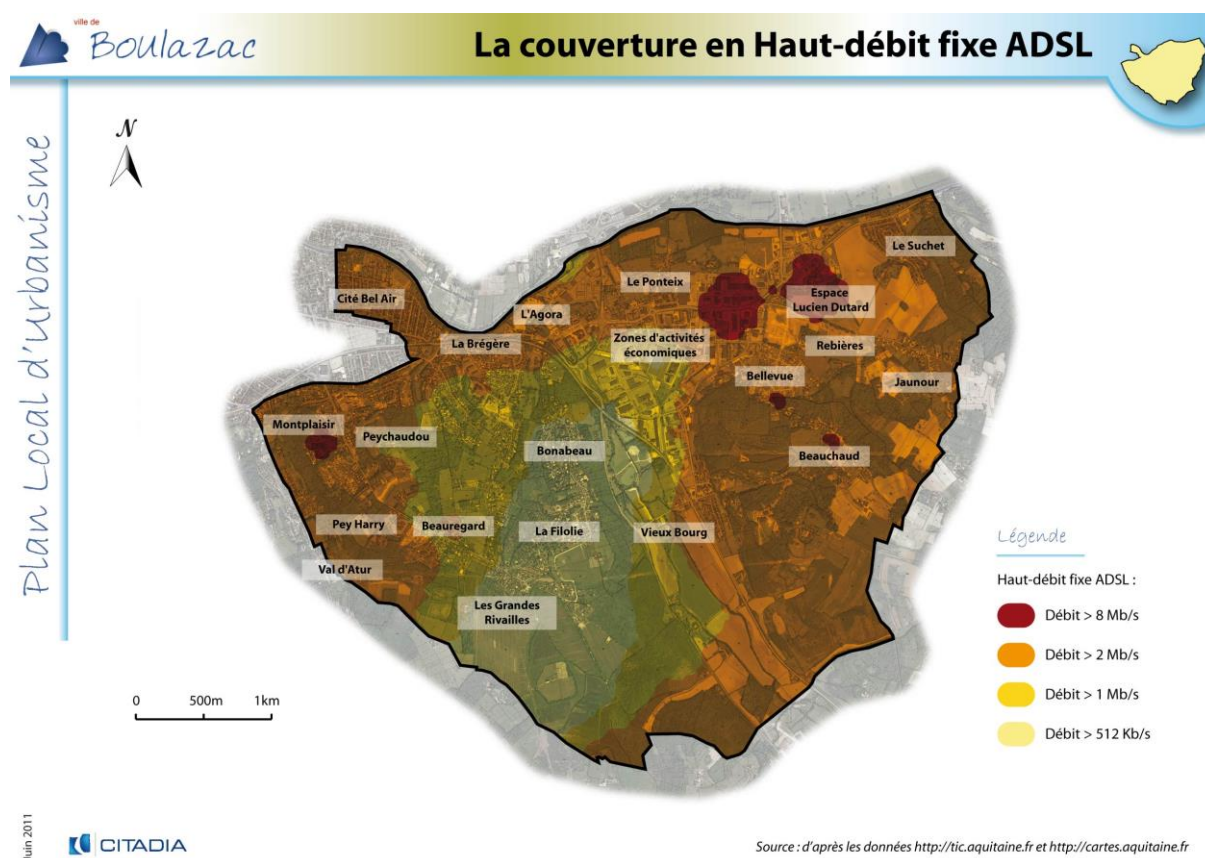 ville de
Boulazac
La couverture en Haut-débit fixe ADSL
Plan Local d'Urbanisme
N
Le Suchet
Le Ponteix
Cité Bel Air
Espace
Lucien Dutard
L'Agora
La Brégère
Zones d'activités
économiques
Rebières
Bellevue
Jaunour
Montplaisir
Peychaudou
Bonabeau
Beauchaud
Pey Harry
Beauregard
La Filolie
Vieux Bourg
Val d'Atur
Les Grandes
Rivailles
Légende
Haut-débit fixe ADSL :
Débit > 8 Mb/s
Débit > 2 Mb/s
Débit > 1 Mb/s
Débit > 512 Kb/s
0 500m 1km
Juin 2011
CITADIA
Source : d'après les données http://tic.aquitaine.fr et http://cartes.aquitaine.fr